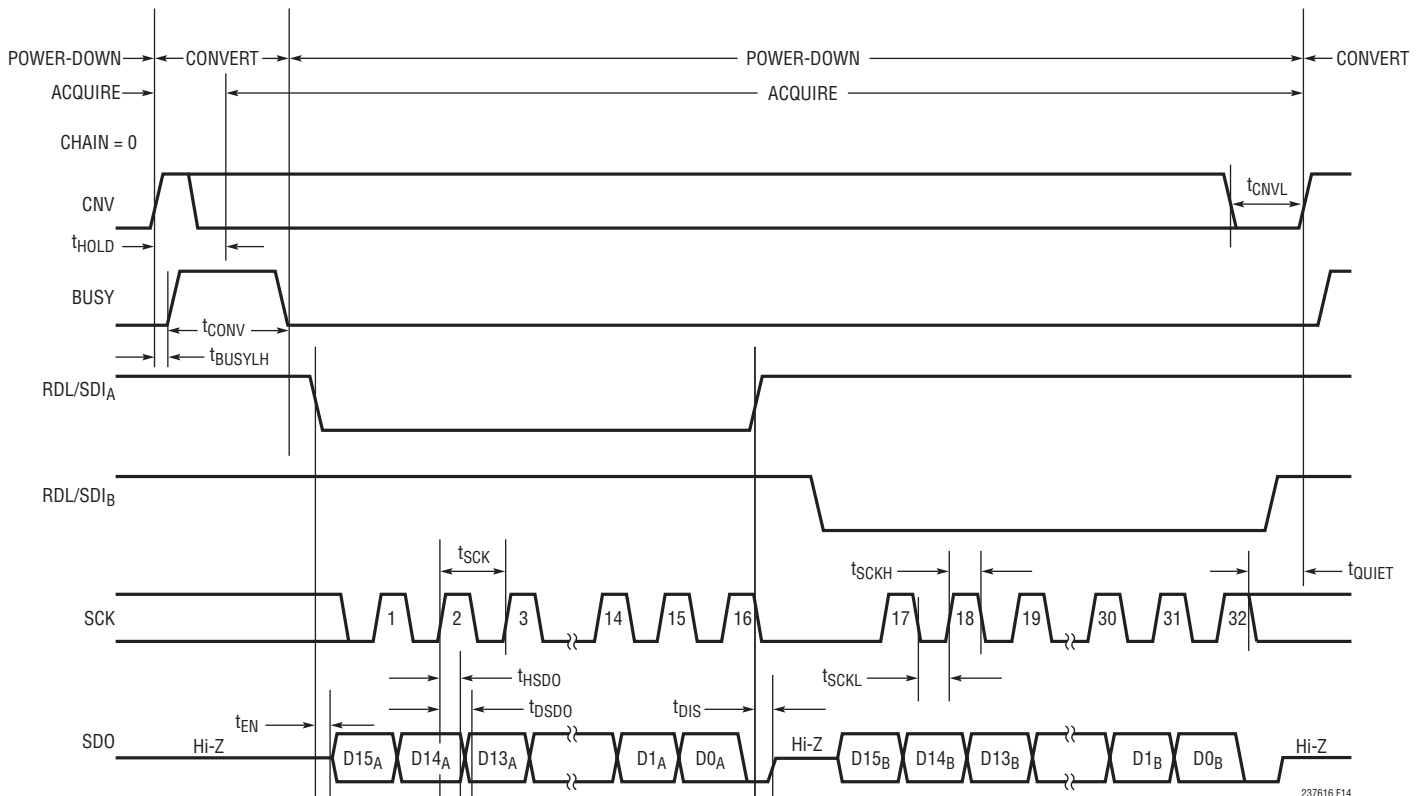 POWER-DOWN CONVERT POWER-DOWN CONVERT
ACQUIRE ACQUIRE
CHAIN = 0
CNV tCNVL
tHOLD
BUSY
tCONV
tBUSYLH
RDL/SDIA
RDL/SDIB
tSCK tSCKH tQUIET
SCK 1 2 3 14 15 16 17 18 19 30 31 32
tHSDO tSCKL
tEN tDSDO tDIS
SDO Hi-Z D15A D14A D13A D1A D0A Hi-Z D15B D14B D13B D1B D0B Hi-Z
237616 F14